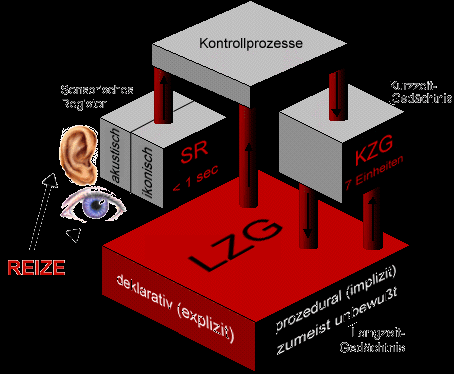 Kontrollprozesse
Sensorisches
Register
Kurzzeit-
Gedächtnis
akustisch
ikonisch
SR
< 1 sec
KZG
7 Einheiten
REIZE
LZG
deklarativ (explizit)
prozedural (implizit)
zumeist unbewußt
Langzeit-
Gedächtnis